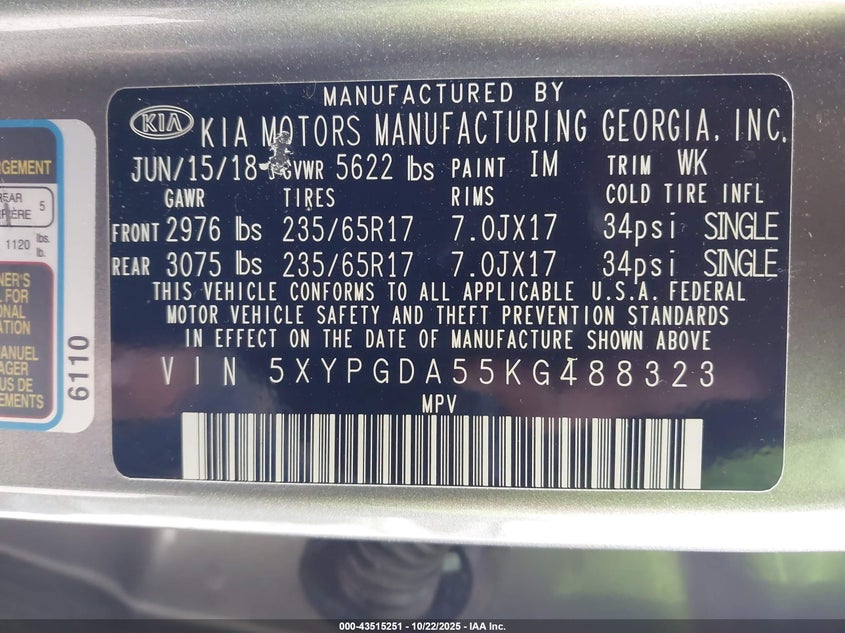 MANUFACTURED BY
KIA KIA MOTORS MANUFACTURING GEORGIA, INC.
JUN/15/18 GVWR 5622 lbs PAINT IM TRIM WK
GAWR TIRES RIMS COLD TIRE INFL
FRONT 2976 lbs 235/65R17 7.0JX17 34psi SINGLE
REAR 3075 lbs 235/65R17 7.0JX17 34psi SINGLE
THIS VEHICLE CONFORMS TO ALL APPLICABLE U.S.A. FEDERAL
MOTOR VEHICLE SAFETY AND THEFT PREVENTION STANDARDS
IN EFFECT ON THE DATE OF MANUFACTURE SHOWN ABOVE
VIN 5XYPGDA55KG488323
MPV
5
1120 lbs.
lb.
6110
000-43515251 - 10/22/2025 - IAA Inc.